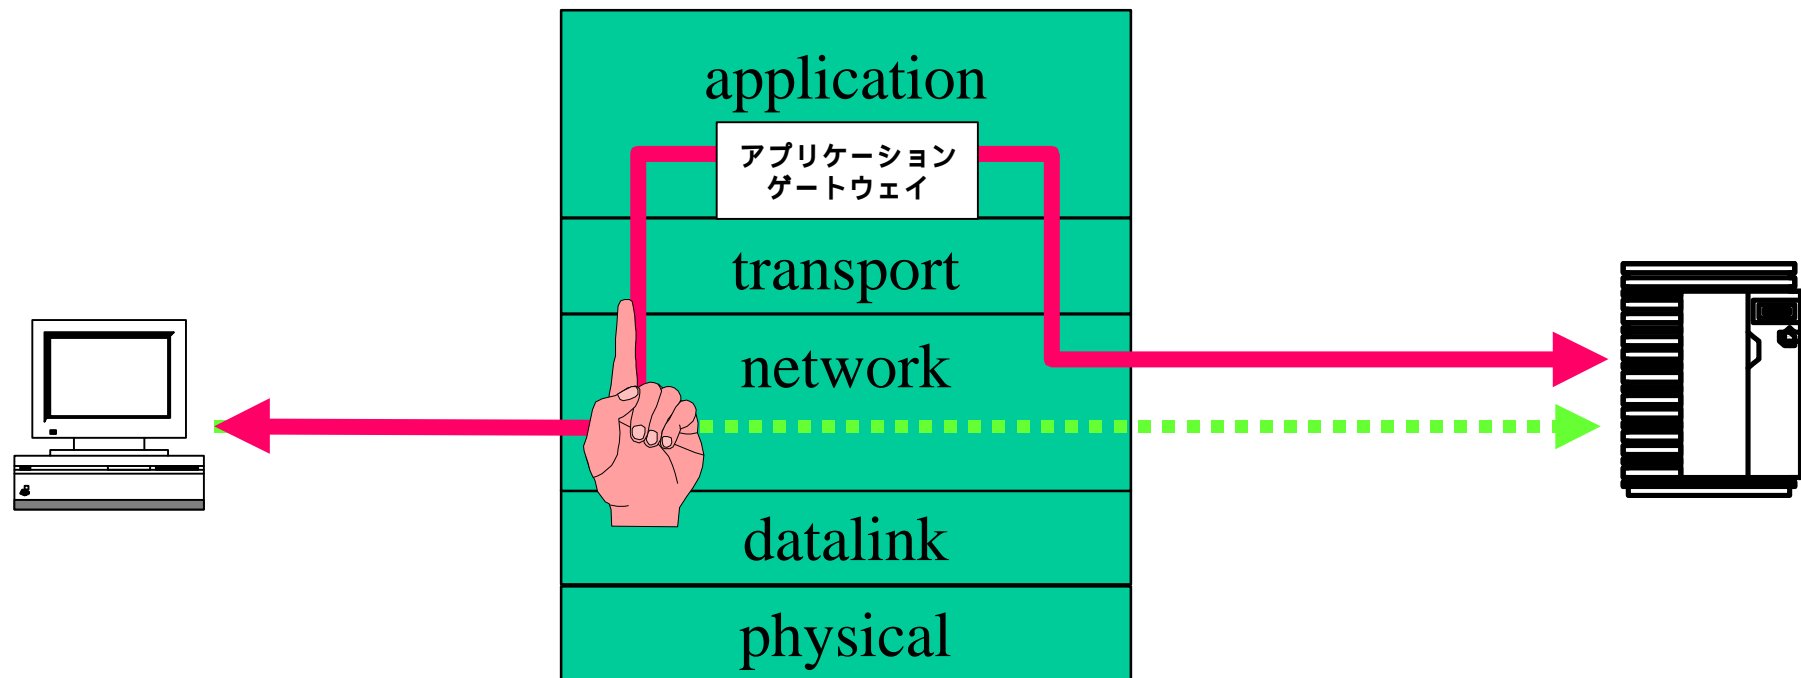 application
アプリケーション
ゲートウェイ
transport
network
datalink
physical